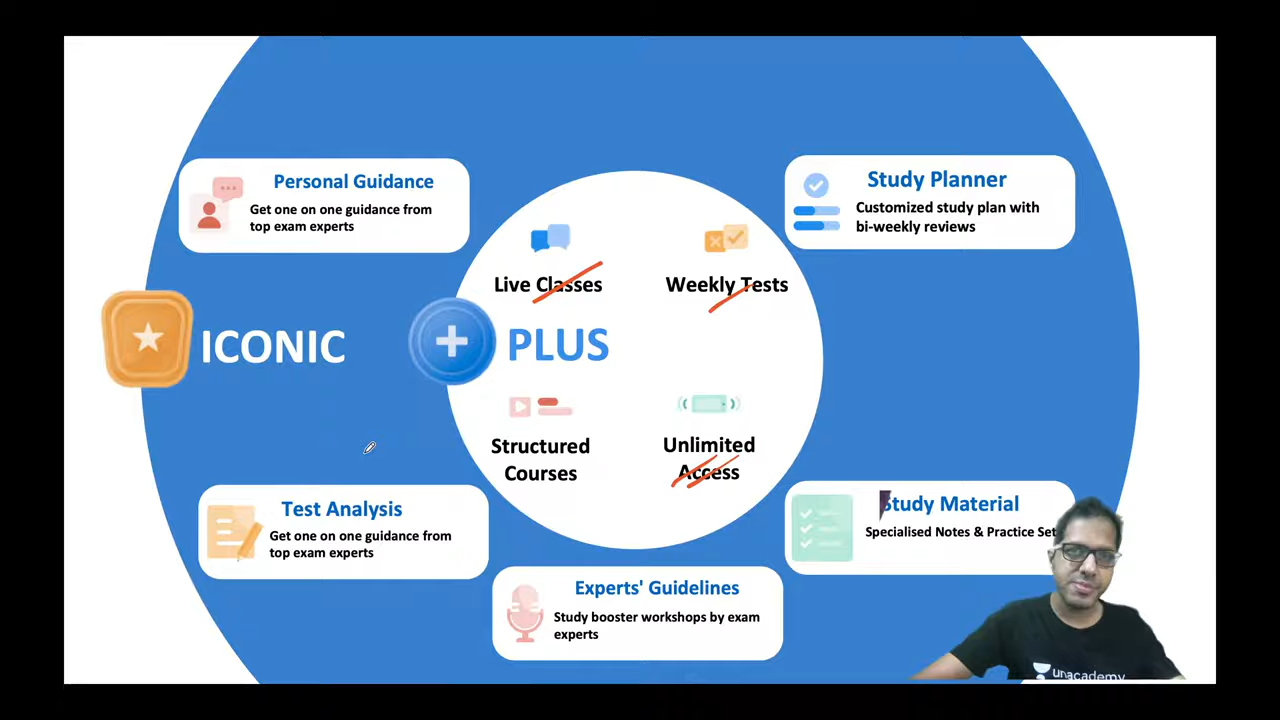 Personal Guidance
Get one on one guidance from
top exam experts
Study Planner
Customized study plan with
bi-weekly reviews
Live Classes
Weekly Tests
ICONIC
PLUS
Structured
Courses
Unlimited
Access
Test Analysis
Get one on one guidance from
top exam experts
Study Material
Specialised Notes & Practice Set
Experts' Guidelines
Study booster workshops by exam
experts
unacademy